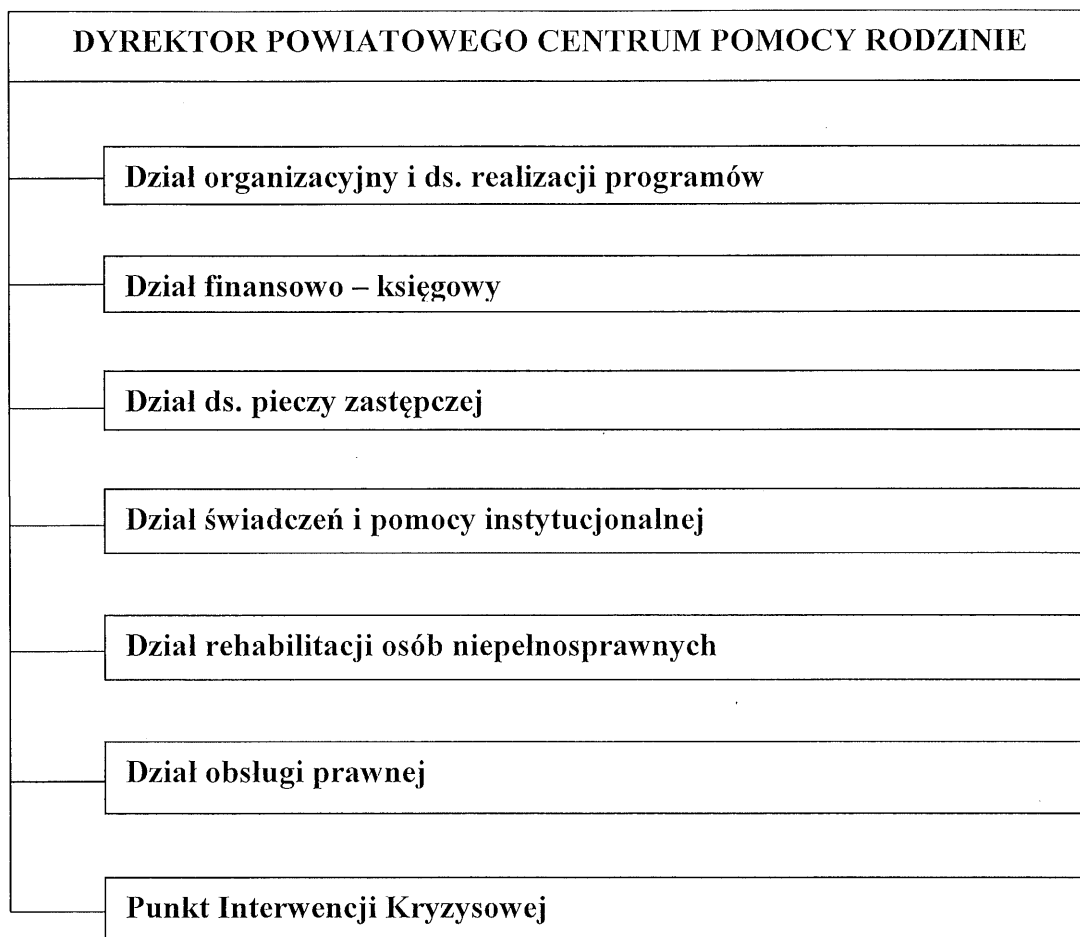 DYREKTOR POWIATOWEGO CENTRUM POMOCY RODZINIE
Dział organizacyjny i ds. realizacji programów
Dział finansowo – księgowy
Dział ds. pieczy zastępczej
Dział świadczeń i pomocy instytucjonalnej
Dział rehabilitacji osób niepełnosprawnych
Dział obsługi prawnej
Punkt Interwencji Kryzysowej